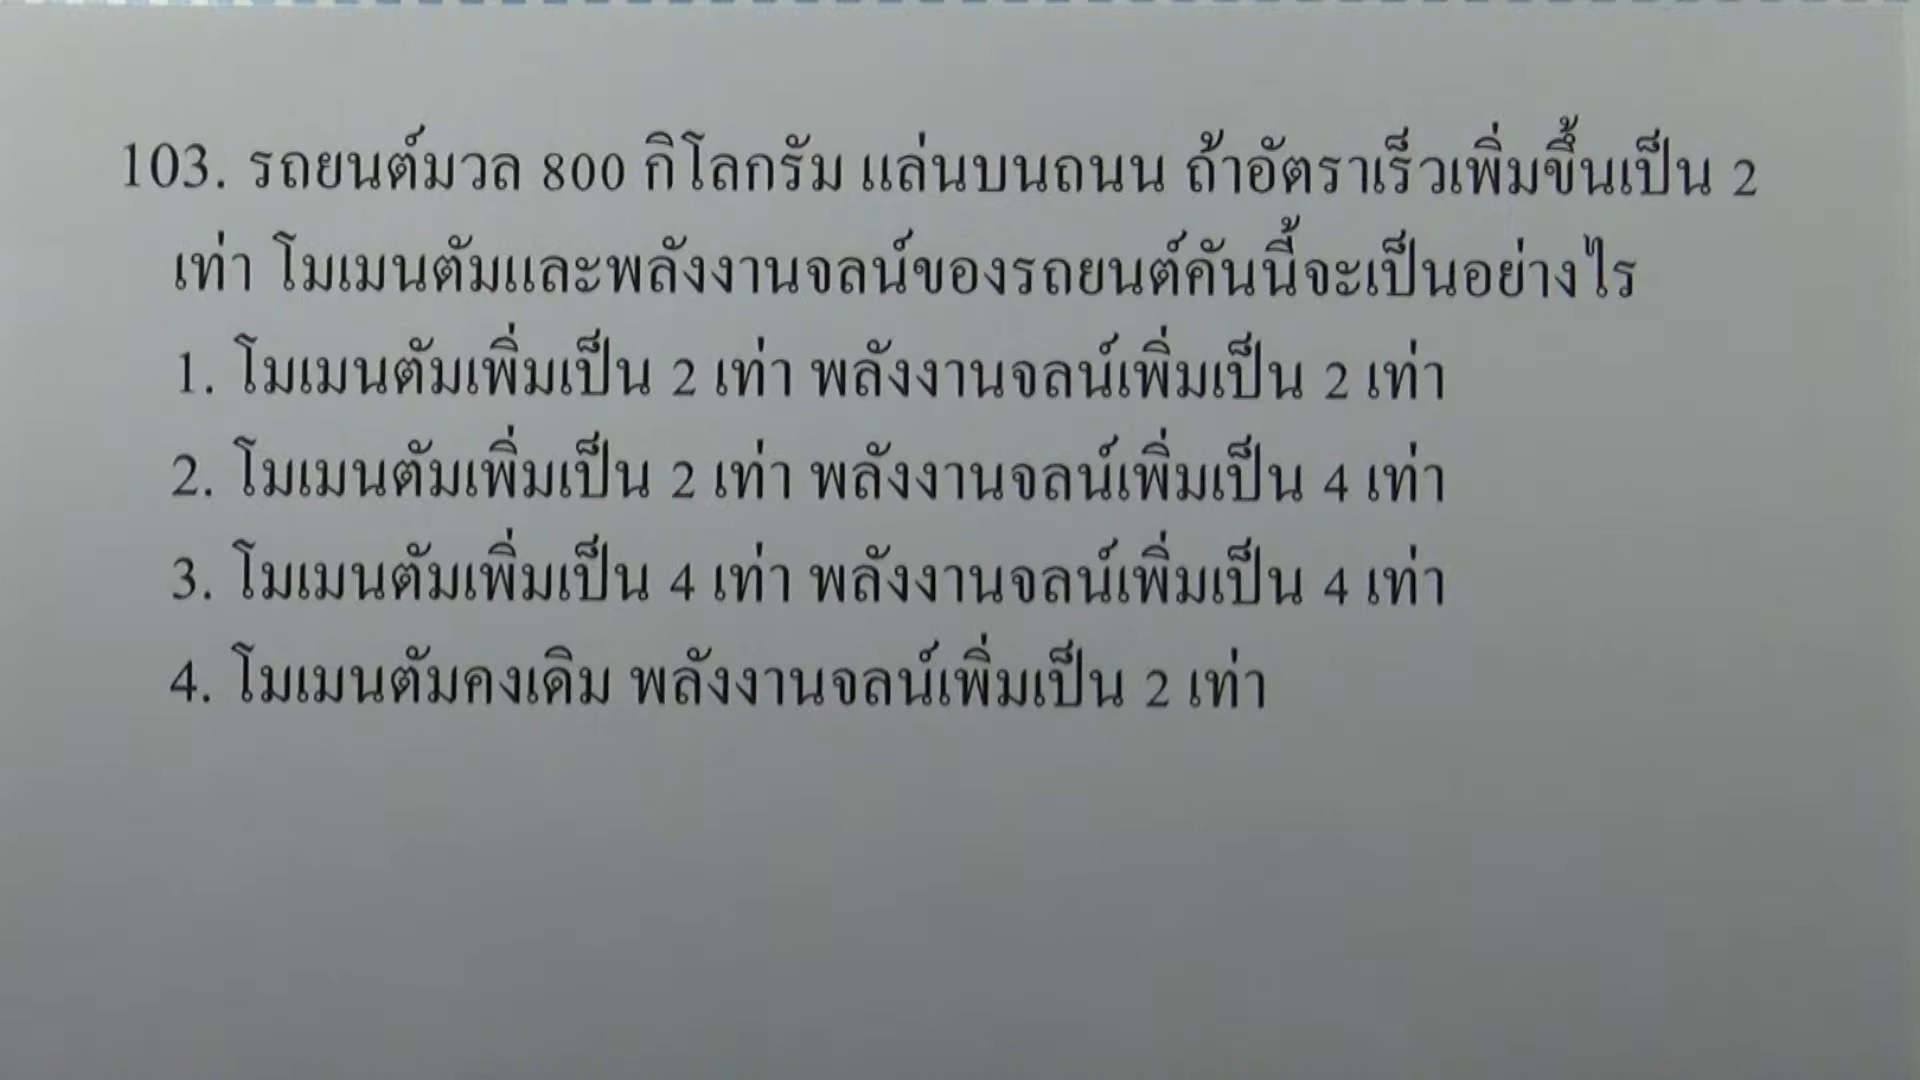 103. รถยนต์มวล 800 กิโลกรัม แล่นบนถนน ถ้าอัตราเร็วเพิ่มขึ้นเป็น 2
เท่า โมเมนตัมและพลังงานจลน์ของรถยนต์คันนี้จะเป็นอย่างไร
1. โมเมนตัมเพิ่มเป็น 2 เท่า พลังงานจลน์เพิ่มเป็น 2 เท่า
2. โมเมนตัมเพิ่มเป็น 2 เท่า พลังงานจลน์เพิ่มเป็น 4 เท่า
3. โมเมนตัมเพิ่มเป็น 4 เท่า พลังงานจลน์เพิ่มเป็น 4 เท่า
4. โมเมนตัมคงเดิม พลังงานจลน์เพิ่มเป็น 2 เท่า